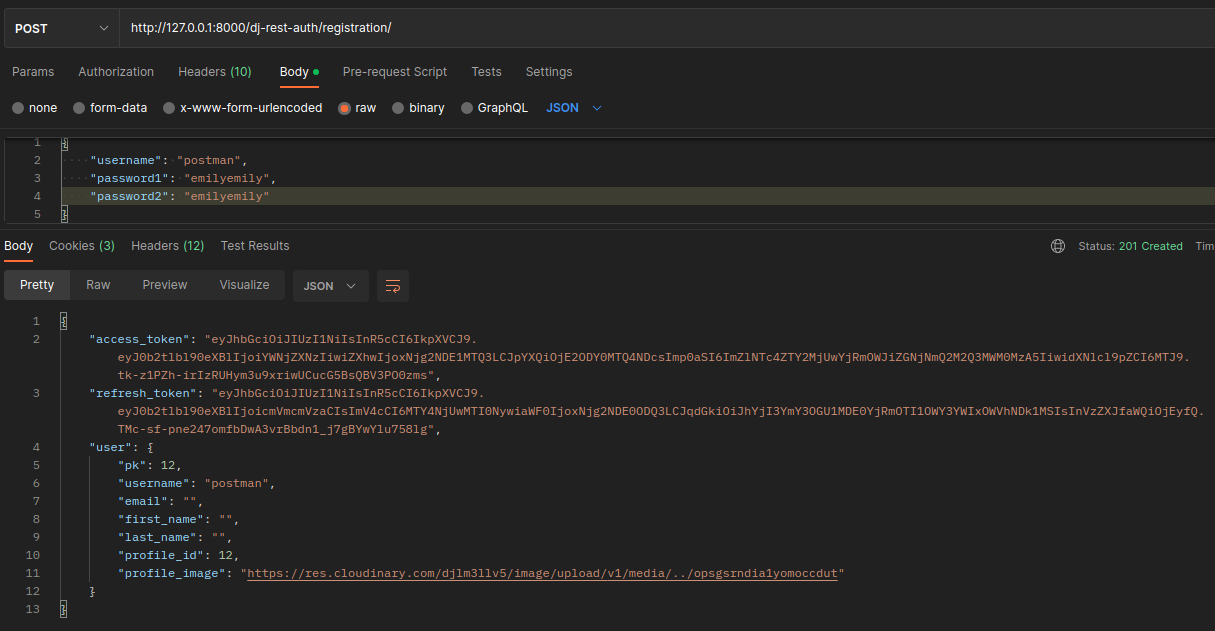 POST http://127.0.0.1:8000/dj-rest-auth/registration/
Params Authorization Headers (10) Body Pre-request Script Tests Settings
none form-data x-www-form-urlencoded raw binary GraphQL JSON
1 {
2 "username": "postman",
3 "password1": "emilyemily",
4 "password2": "emilyemily"
5 }
Body Cookies (3) Headers (12) Test Results Status: 201 Created Tim
Pretty Raw Preview Visualize JSON
1 {
2 "access_token": "eyJhbGciOiJIUzI1NiIsInR5cCI6IkpXVCJ9.
eyJ0b2tlbl90eXBlIjoiYWNjZXNzIiwiZXhwIjoxNjg2NDE1MTQ3LCJpYXQiOjE2ODY0MTQ4NDcsImp0aSI6ImZlNTc4ZTY2MjUwYjRmOWJiZGNjNmQ2M2Q3MWM0MzA5IiwidXNlcl9pZCI6MTJ9.
tk-z1PZh-irIzRUHym3u9xriwUCucG5BsQBV3PO0zms",
3 "refresh_token": "eyJhbGciOiJIUzI1NiIsInR5cCI6IkpXVCJ9.
eyJ0b2tlbl90eXBlIjoicmVmcmVzaCIsImV4cCI6MTY4NjUwMTI0NywiaWF0IjoxNjg2NDE0ODQ3LCJqdGkiOiJhYjI3YmY3OGU1MDE0YjRmOTI1OWY3YWIxOWVhNDk1MSIsInVzZXJfaWQiOjEyfQ.
TMc-sf-pne247omfbDwA3vrBbdn1_j7gBYwYlu758lg",
4 "user": {
5 "pk": 12,
6 "username": "postman",
7 "email": "",
8 "first_name": "",
9 "last_name": "",
10 "profile_id": 12,
11 "profile_image": "https://res.cloudinary.com/djlm3llv5/image/upload/v1/media/../opsgsrndia1yomoccdut"
12 }
13 }